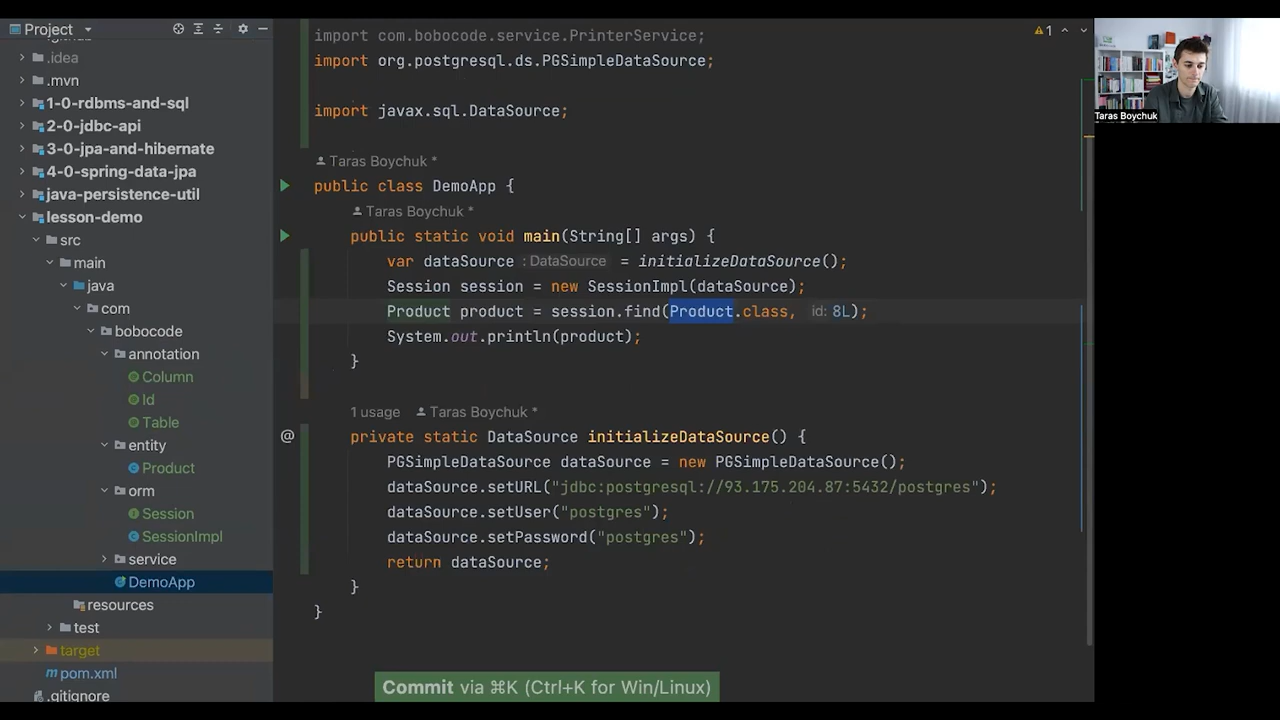 Project
.github
.idea
.mvn
1-0-rdbms-and-sql
2-0-jdbc-api
3-0-jpa-and-hibernate
4-0-spring-data-jpa
java-persistence-util
lesson-demo
src
main
java
com
bobocode
annotation
Column
Id
Table
entity
Product
orm
Session
SessionImpl
service
DemoApp
resources
test
target
pom.xml
.gitignore
import com.bobocode.service.PrinterService;
import org.postgresql.ds.PGSimpleDataSource;
import javax.sql.DataSource;
Taras Boychuk *
public class DemoApp {
Taras Boychuk *
public static void main(String[] args) {
var dataSource : DataSource = initializeDataSource();
Session session = new SessionImpl(dataSource);
Product product = session.find(Product.class, id: 8L);
System.out.println(product);
}
1 usage Taras Boychuk *
@ private static DataSource initializeDataSource() {
PGSimpleDataSource dataSource = new PGSimpleDataSource();
dataSource.setURL("jdbc:postgresql://93.175.204.87:5432/postgres");
dataSource.setUser("postgres");
dataSource.setPassword("postgres");
return dataSource;
}
}
1
Commit via ⌘K (Ctrl+K for Win/Linux)
Taras Boychuk